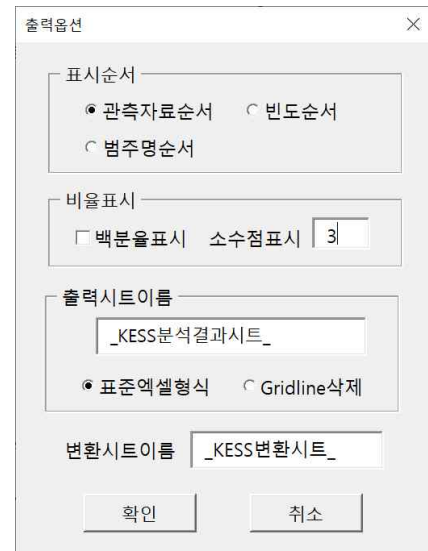 출력옵션
표시순서
관측자료순서 빈도순서
범주명순서
비율표시
백분율표시 소수점표시 3
출력시트이름
_KESS분석결과시트_
표준엑셀형식 Gridline삭제
변환시트이름 _KESS변환시트_
확인 취소